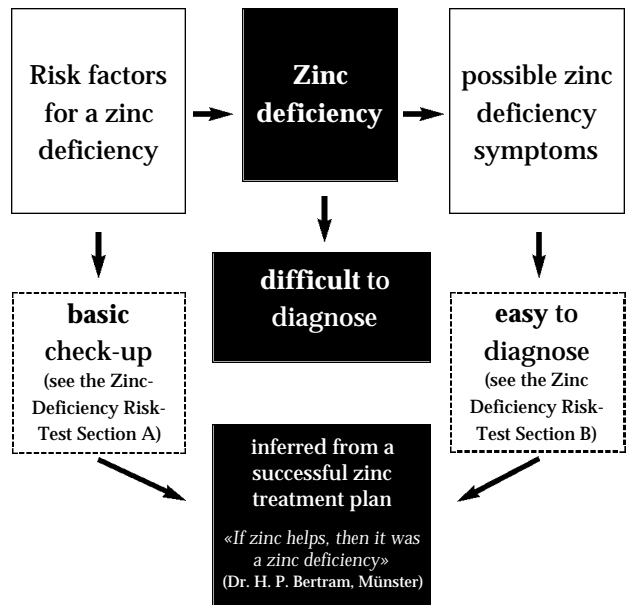 Risk factors
for a zinc
deficiency
Zinc
deficiency
possible zinc
deficiency
symptoms
basic
check-up
(see the Zinc-
Deficiency Risk-
Test Section A)
difficult to
diagnose
easy to
diagnose
(see the Zinc
Deficiency Risk-
Test Section B)
inferred from a
successful zinc
treatment plan
«If zinc helps, then it was
a zinc deficiency»
(Dr. H. P. Bertram, Münster)